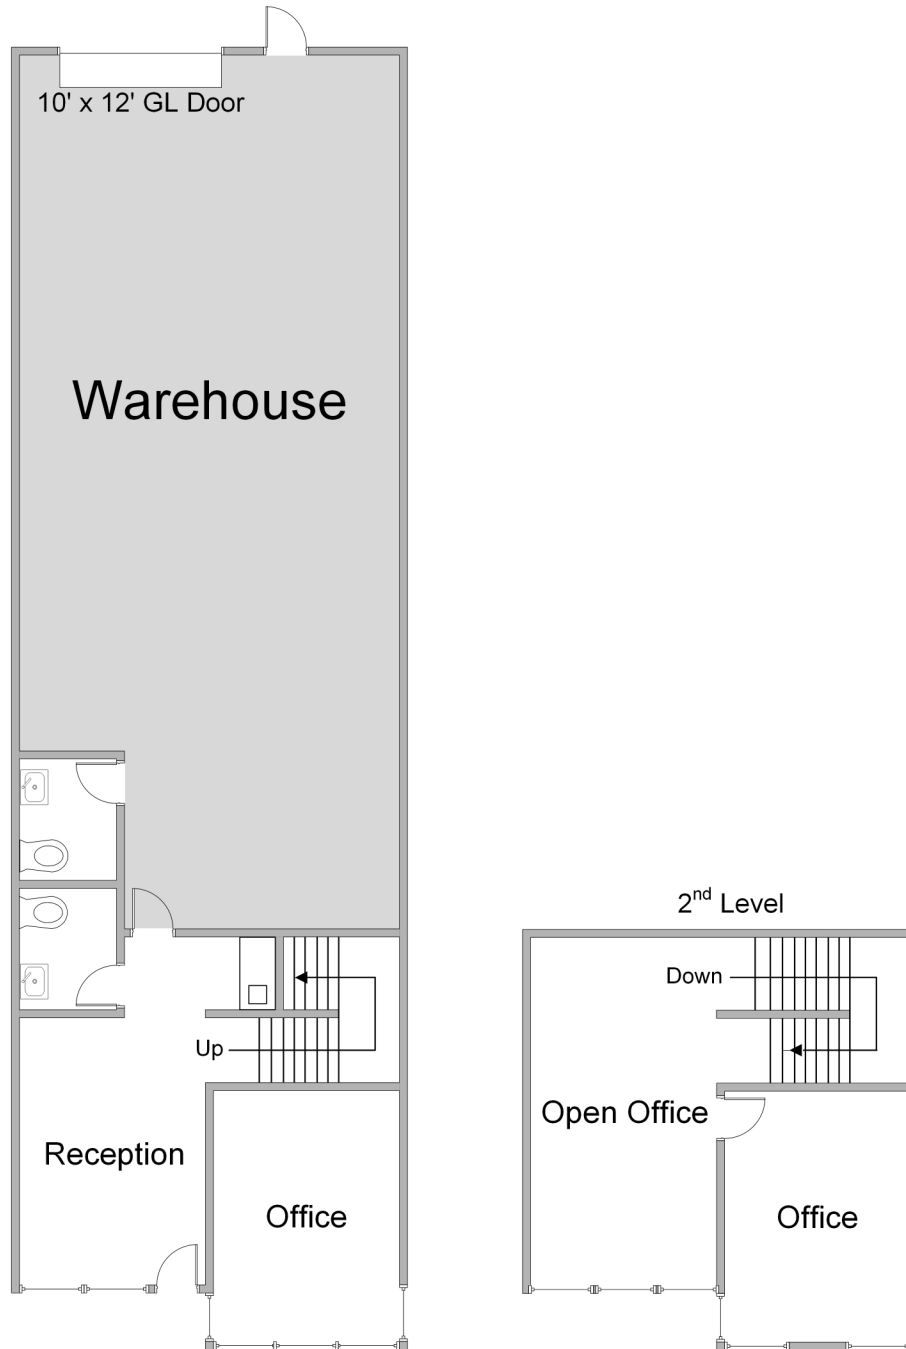 10' x 12' GL Door
Warehouse
Up
Reception
Office
2nd Level
Down
Open Office
Office